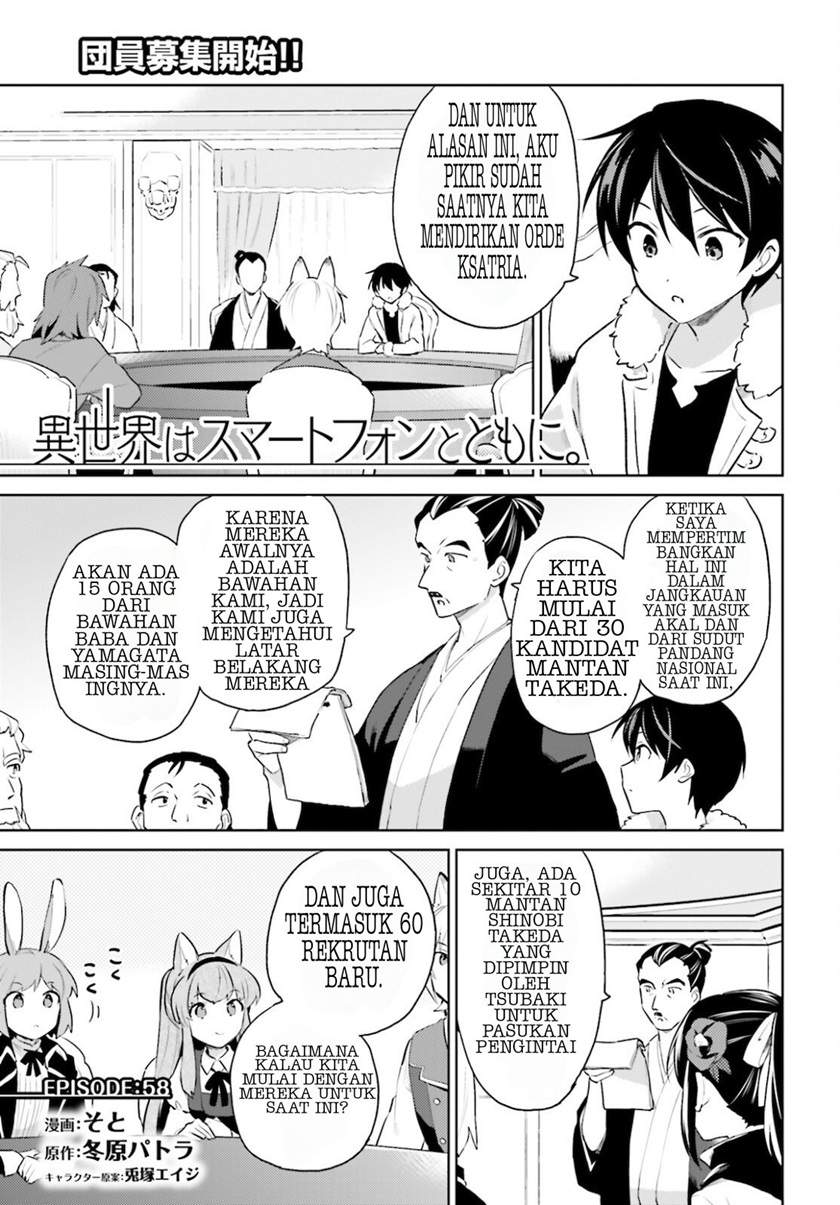 団員募集開始!!
DAN UNTUK
ALASAN INI, AKU
PIKIR SUDAH
SAATNYA KITA
MENDIRIKAN ORDE
KSATRIA.
異世界はスマートフォンとともに。
KETIKA
SAYA
MEMPERTIM
BANGKAN
HAL INI
DALAM
JANGKAUAN
YANG MASUK
AKAL DAN
DARI SUDUT
PANDANG
NASIONAL
SAAT INI,
KITA
HARUS
MULAI
DARI 30
KANDIDAT
MANTAN
TAKEDA.
KARENA
MEREKA
AWALNYA
ADALAH
BAWAHAN
KAMI, JADI
KAMI JUGA
MENGETAHUI
LATAR
BELAKANG
MEREKA
AKAN ADA
15 ORANG
DARI
BAWAHAN
BABA DAN
YAMAGATA
MASING-MAS
INGNYA.
JUGA, ADA
SEKITAR 10
MANTAN
SHINOBI
TAKEDA
YANG
DIPIMPIN
OLEH
TSUBAKI
UNTUK
PASUKAN
PENGINTAI
DAN JUGA
TERMASUK 60
REKRUTAN
BARU.
BAGAIMANA
KALAU KITA
MULAI DENGAN
MEREKA UNTUK
SAAT INI?
EPISODE:58
漫画:そと
原作:冬原パトラ
キャラクター原案:兎塚エイジ